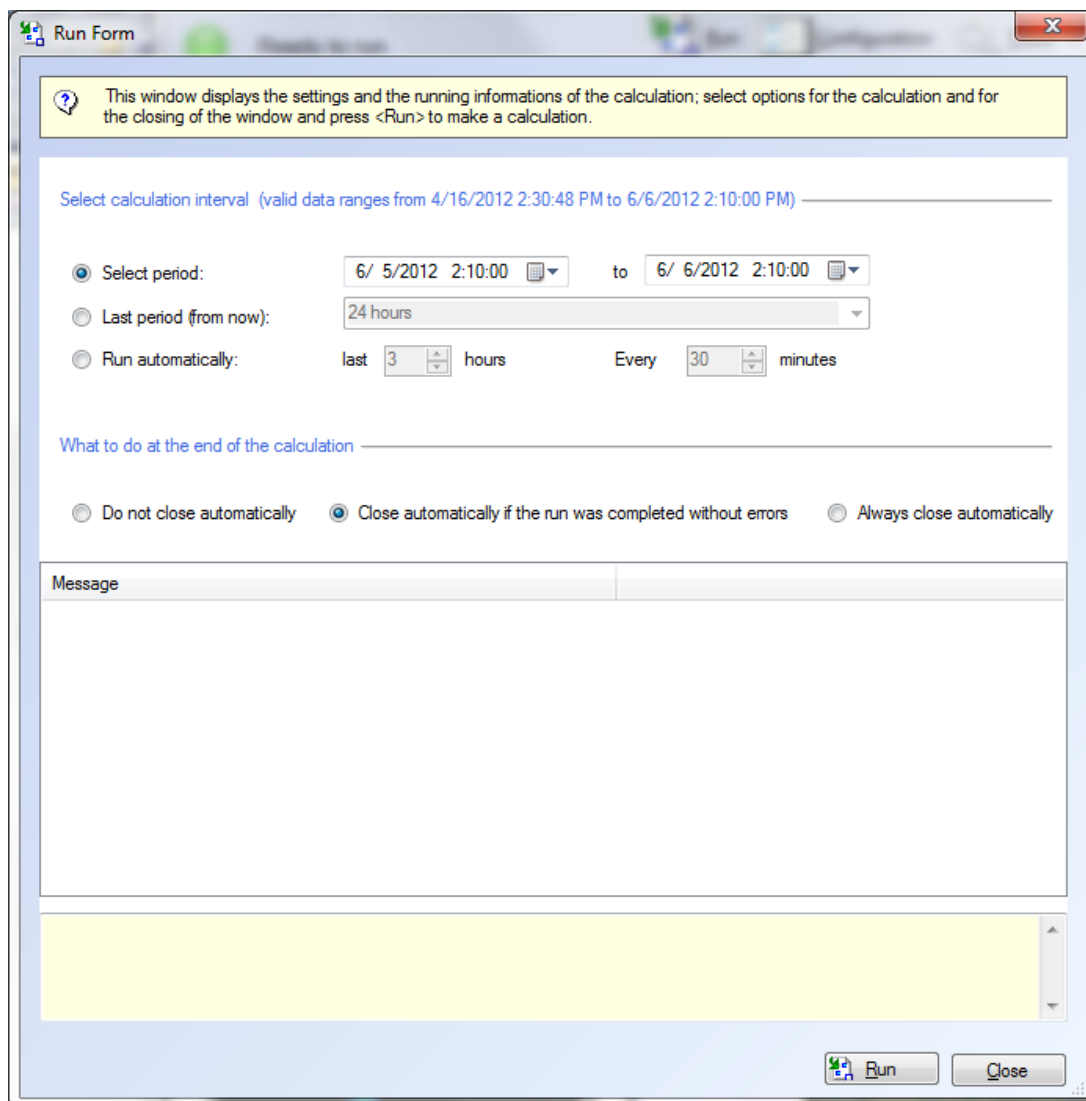 Run Form
Ready to run
Run
Configuration
This window displays the settings and the running informations of the calculation; select options for the calculation and for
the closing of the window and press <Run> to make a calculation.
Select calculation interval (valid data ranges from 4/16/2012 2:30:48 PM to 6/6/2012 2:10:00 PM)
Select period: 6/ 5/2012 2:10:00 to 6/ 6/2012 2:10:00
Last period (from now): 24 hours
Run automatically: last 3 hours Every 30 minutes
What to do at the end of the calculation
Do not close automatically Close automatically if the run was completed without errors Always close automatically
Message
Run Close